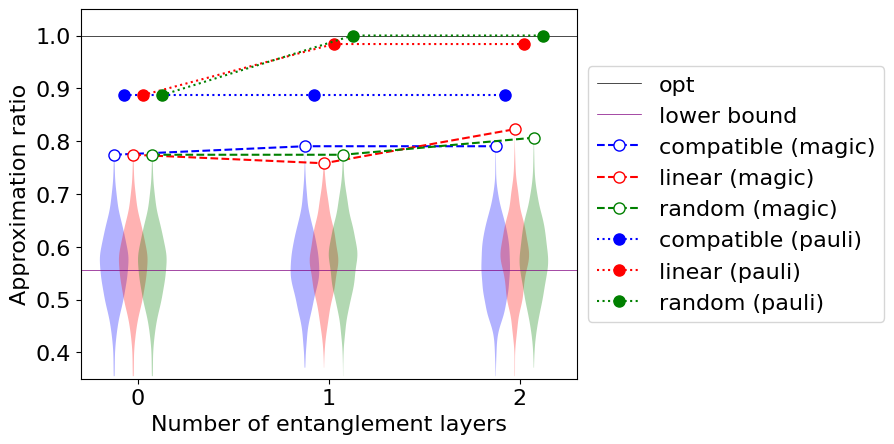 1.0
0.9
0.8
0.7
0.6
0.5
0.4
Approximation ratio
0 1 2
Number of entanglement layers
opt
lower bound
compatible (magic)
linear (magic)
random (magic)
compatible (pauli)
linear (pauli)
random (pauli)